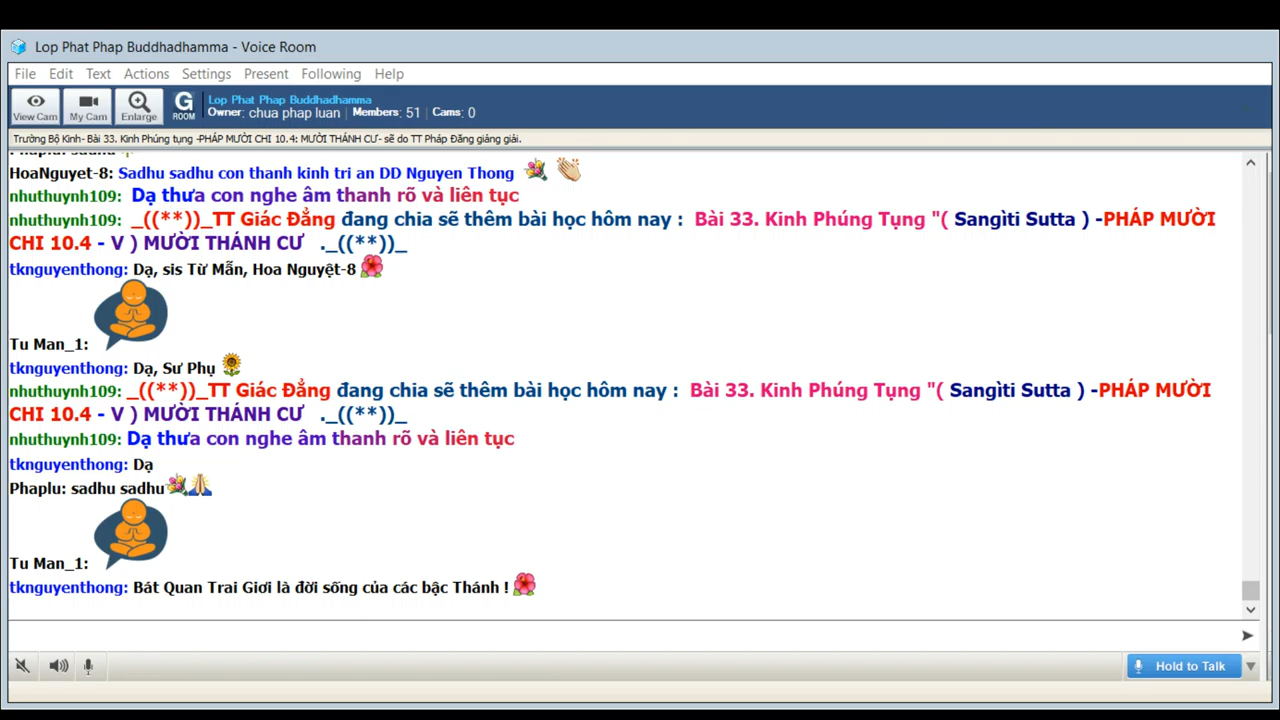 Lop Phat Phap Buddhadhamma - Voice Room
File Edit Text Actions Settings Present Following Help
View Cam My Cam Enlarge G ROOM
Lop Phat Phap Buddhadhamma
Owner: chua phap luan | Members: 51 | Cams: 0
Trường Bộ Kinh- Bài 33. Kinh Phúng tụng -PHÁP MƯỜI CHI 10.4: MƯỜI THÁNH CƯ- sẽ do TT Pháp Đăng giảng giải.
HoaNguyet-8: Sadhu sadhu con thanh kinh tri an DD Nguyen Thong
nhuthuynh109: Dạ thưa con nghe âm thanh rõ và liên tục
nhuthuynh109: _((**))_TT Giác Đẳng đang chia sẽ thêm bài học hôm nay : Bài 33. Kinh Phúng Tụng "( Sangìti Sutta ) -PHÁP MƯỜI
CHI 10.4 - V ) MƯỜI THÁNH CƯ ._((**))_
tknguyenthong: Dạ, sis Từ Mẫn, Hoa Nguyệt-8
Tu Man_1:
tknguyenthong: Dạ, Sư Phụ
nhuthuynh109: _((**))_TT Giác Đẳng đang chia sẽ thêm bài học hôm nay : Bài 33. Kinh Phúng Tụng "( Sangìti Sutta ) -PHÁP MƯỜI
CHI 10.4 - V ) MƯỜI THÁNH CƯ ._((**))_
nhuthuynh109: Dạ thưa con nghe âm thanh rõ và liên tục
tknguyenthong: Dạ
Phaplu: sadhu sadhu
Tu Man_1:
tknguyenthong: Bát Quan Trai Giơí là đời sống của các bậc Thánh !
Hold to Talk